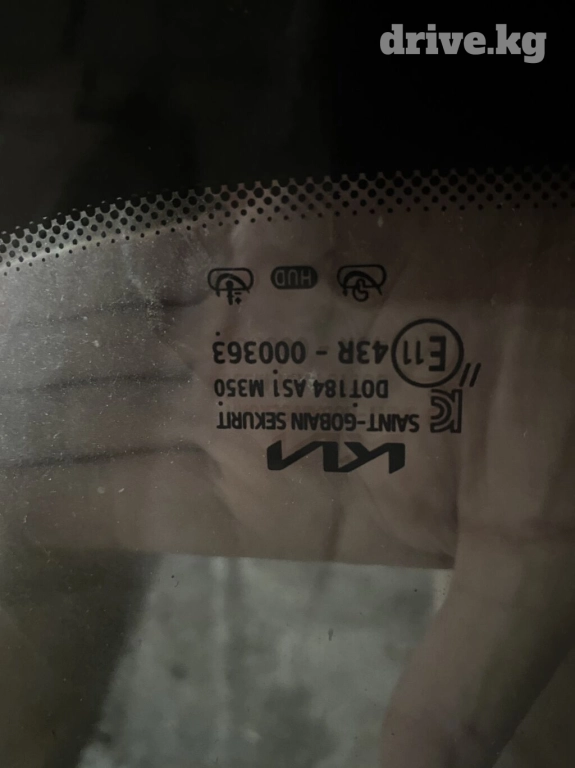 drive.kg
KIA
SAINT-GOBAIN SEKURIT
DOT184 AS1 M350
E11 43R - 000363
HUD